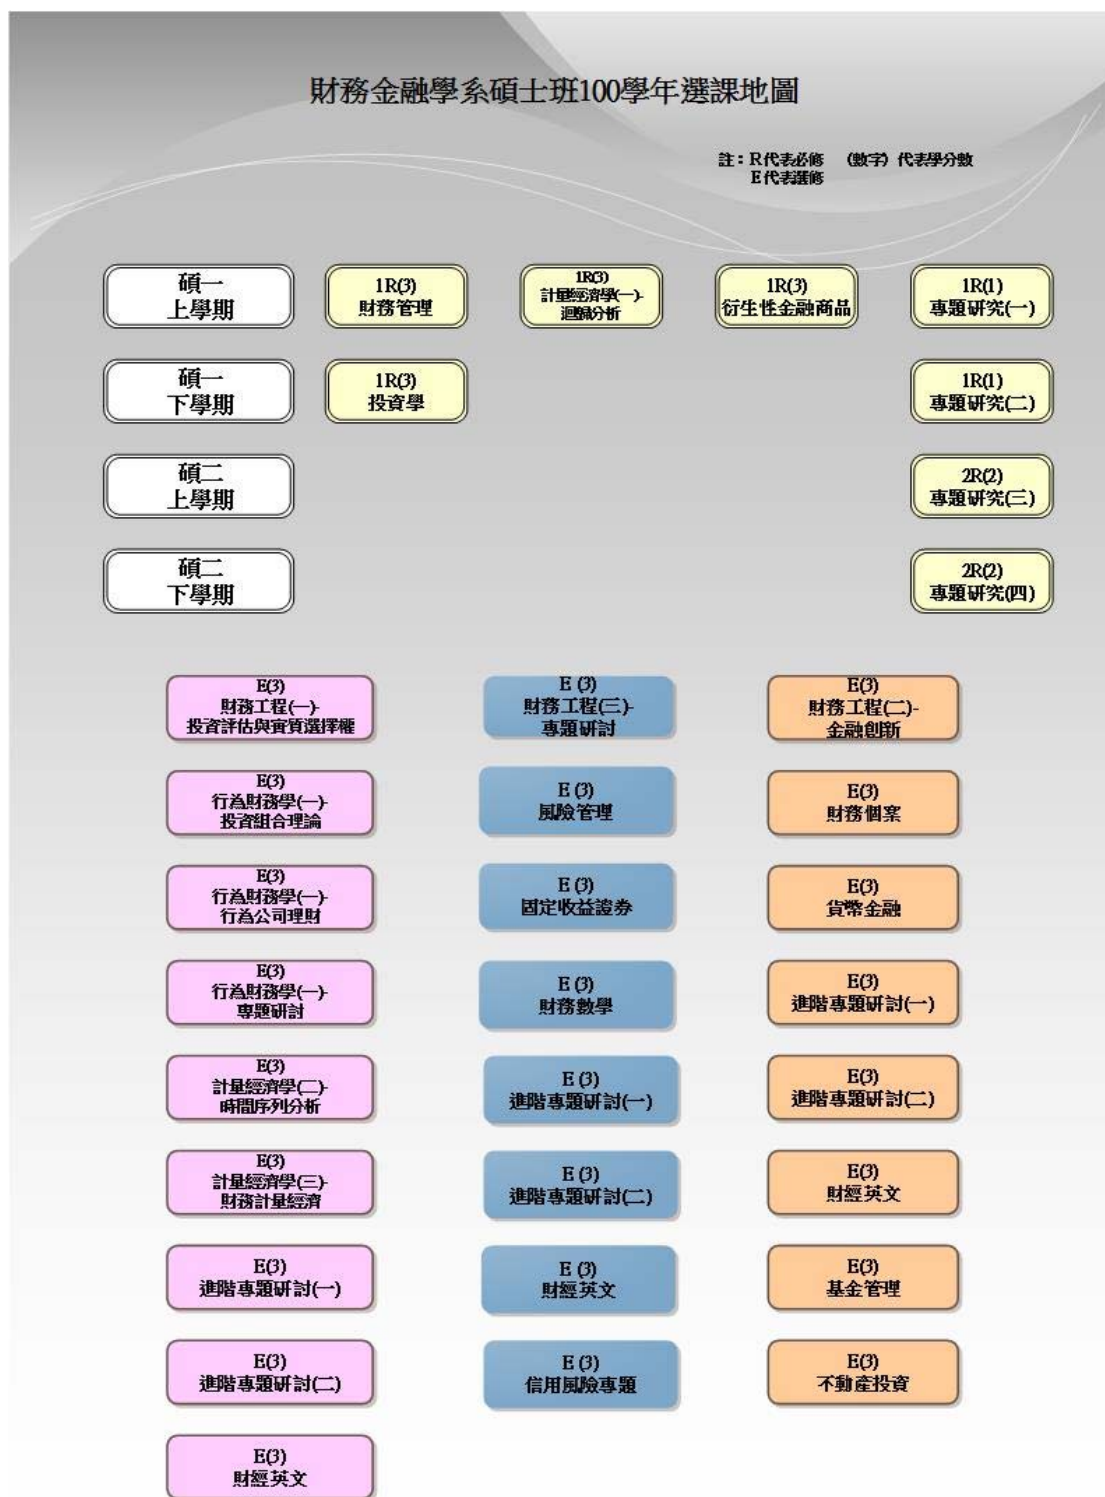 財務金融學系碩士班100學年選課地圖
註：R代表必修 (數字) 代表學分數
E代表選修
碩一
上學期
1R(3)
財務管理
1R(3)
計量經濟學(一)-
迴歸分析
1R(3)
衍生性金融商品
1R(1)
專題研究(一)
碩一
下學期
1R(3)
投資學
1R(1)
專題研究(二)
碩二
上學期
2R(2)
專題研究(三)
碩二
下學期
2R(2)
專題研究(四)
E(3)
財務工程(一)-
投資評估與實質選擇權
E (3)
財務工程(三)-
專題研討
E(3)
財務工程(二)-
金融創新
E(3)
行為財務學(一)-
投資組合理論
E (3)
風險管理
E(3)
財務個案
E(3)
行為財務學(一)-
行為公司理財
E (3)
固定收益證券
E(3)
貨幣金融
E(3)
行為財務學(一)-
專題研討
E (3)
財務數學
E(3)
進階專題研討(一)
E(3)
計量經濟學(二)-
時間序列分析
E (3)
進階專題研討(一)
E(3)
進階專題研討(二)
E(3)
計量經濟學(三)-
財務計量經濟
E (3)
進階專題研討(二)
E(3)
財經英文
E(3)
進階專題研討(一)
E (3)
財經英文
E(3)
基金管理
E(3)
進階專題研討(二)
E (3)
信用風險專題
E(3)
不動產投資
E(3)
財經英文